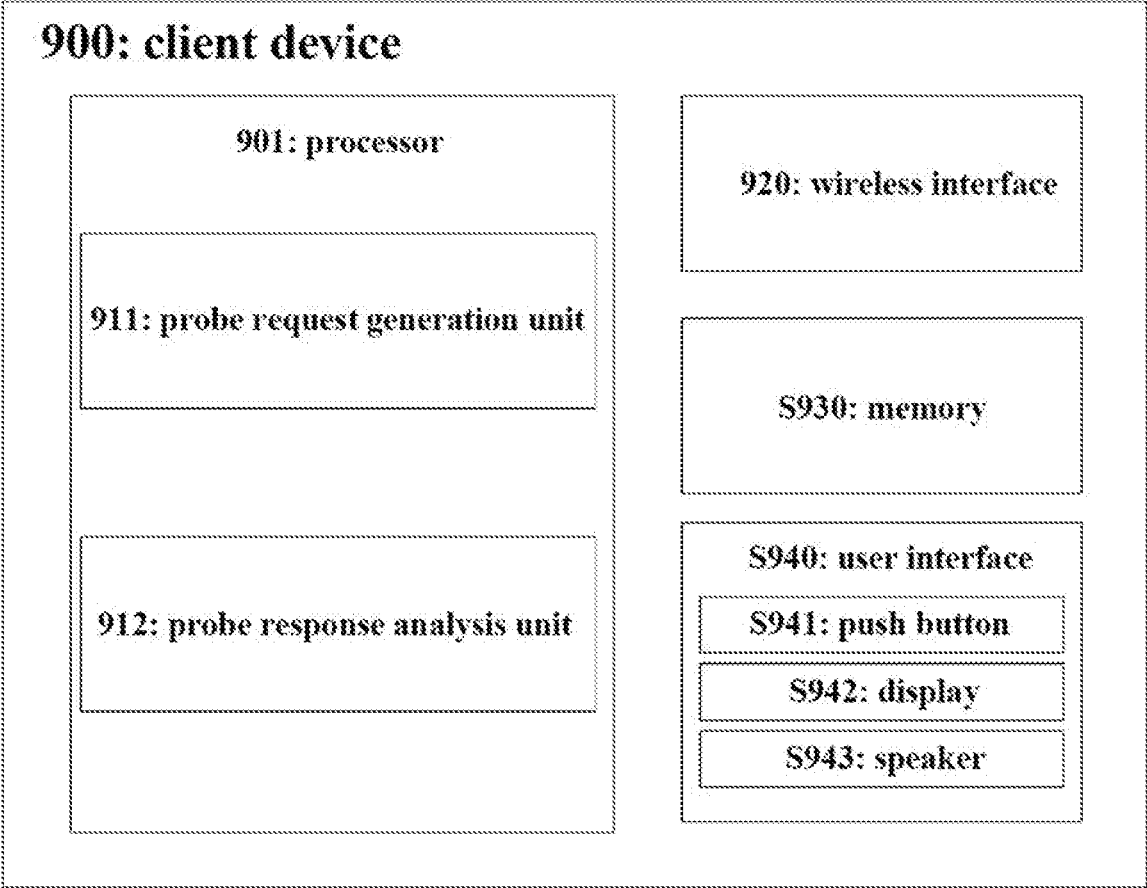 900: client device
901: processor
911: probe request generation unit
912: probe response analysis unit
920: wireless interface
S930: memory
S940: user interface
S941: push button
S942: display
S943: speaker